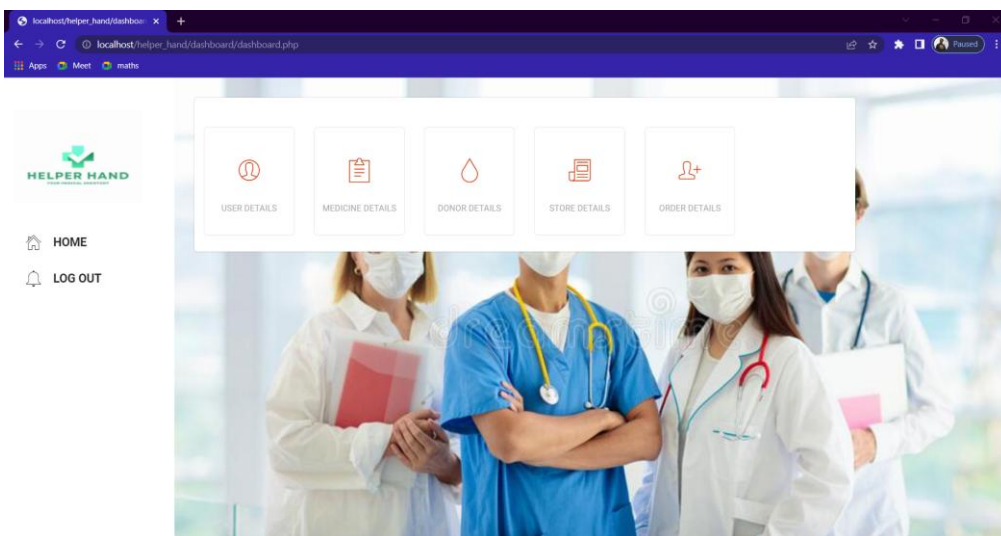 localhost/helper_hand/dashboar
localhost/helper_hand/dashboard/dashboard.php
Paused
Apps Meet maths
HELPER HAND
HOME
LOG OUT
USER DETAILS
MEDICINE DETAILS
DONOR DETAILS
STORE DETAILS
ORDER DETAILS
dreamstime